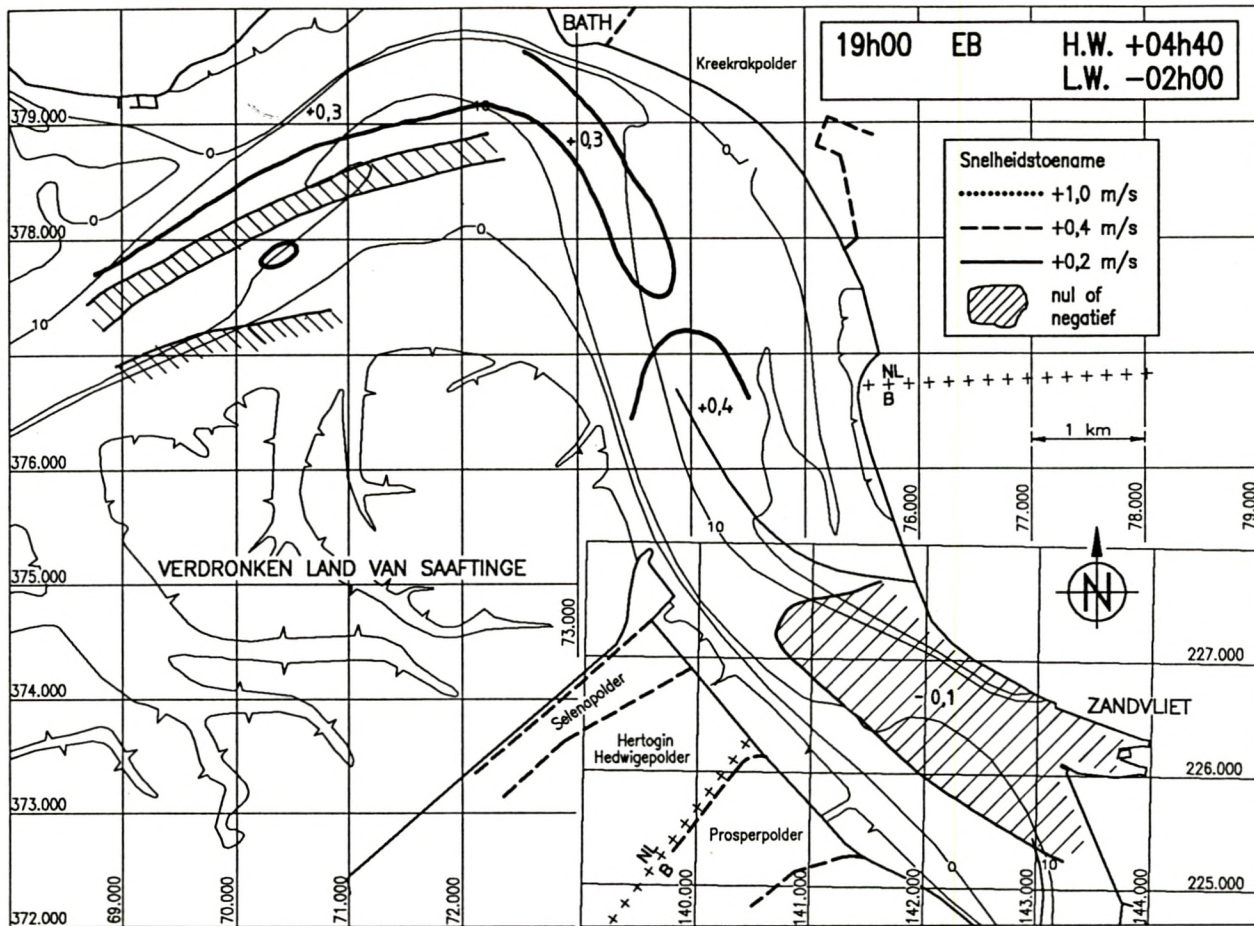 BATH
Kreekrakpolder
19h00 EB H.W. +04h40
L.W. -02h00
Snelheidstoename
+1,0 m/s
+0,4 m/s
+0,2 m/s
nul of
negatief
379.000
+0,3
10
+0,3
0
0
0
378.000
0
10
NL
B
+0,4
1 km
376.000
10
76.000
77.000
78.000
79.000
375.000
VERDRONKEN LAND VAN SAAFTINGE
73.000
N
227.000
374.000
Selenapolder
-0,1
ZANDVLIET
Hertogin
Hedwigepolder
226.000
373.000
Prosperpolder
NL
B
0
10
225.000
372.000
69.000
70.000
71.000
72.000
140.000
141.000
142.000
143.000
144.000